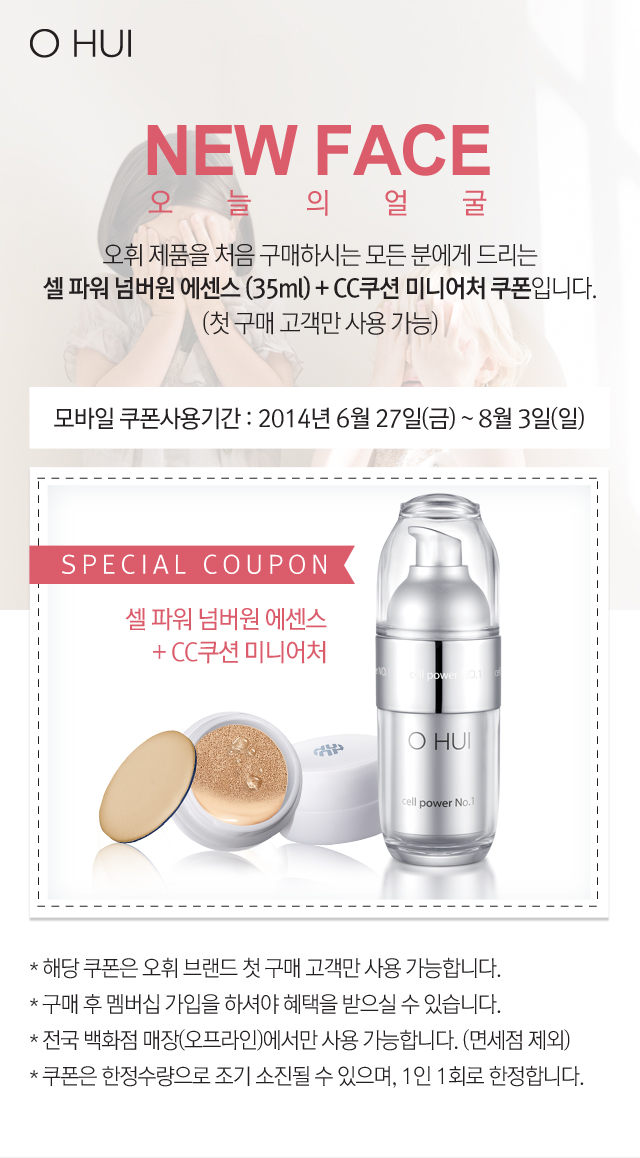 O HUI
NEW FACE
오늘의얼굴
오휘 제품을 처음 구매하시는 모든 분에게 드리는
셀 파워 넘버원 에센스 (35ml) + CC쿠션 미니어처 쿠폰입니다.
(첫 구매 고객만 사용 가능)
모바일 쿠폰사용기간 : 2014년 6월 27일(금) ~ 8월 3일(일)
SPECIAL COUPON
셀 파워 넘버원 에센스
+ CC쿠션 미니어처
cell power NO.1
O HUI
cell power No.1
* 해당 쿠폰은 오휘 브랜드 첫 구매 고객만 사용 가능합니다.
* 구매 후 멤버십 가입을 하셔야 혜택을 받으실 수 있습니다.
* 전국 백화점 매장(오프라인)에서만 사용 가능합니다. (면세점 제외)
* 쿠폰은 한정수량으로 조기 소진될 수 있으며, 1인 1회로 한정합니다.